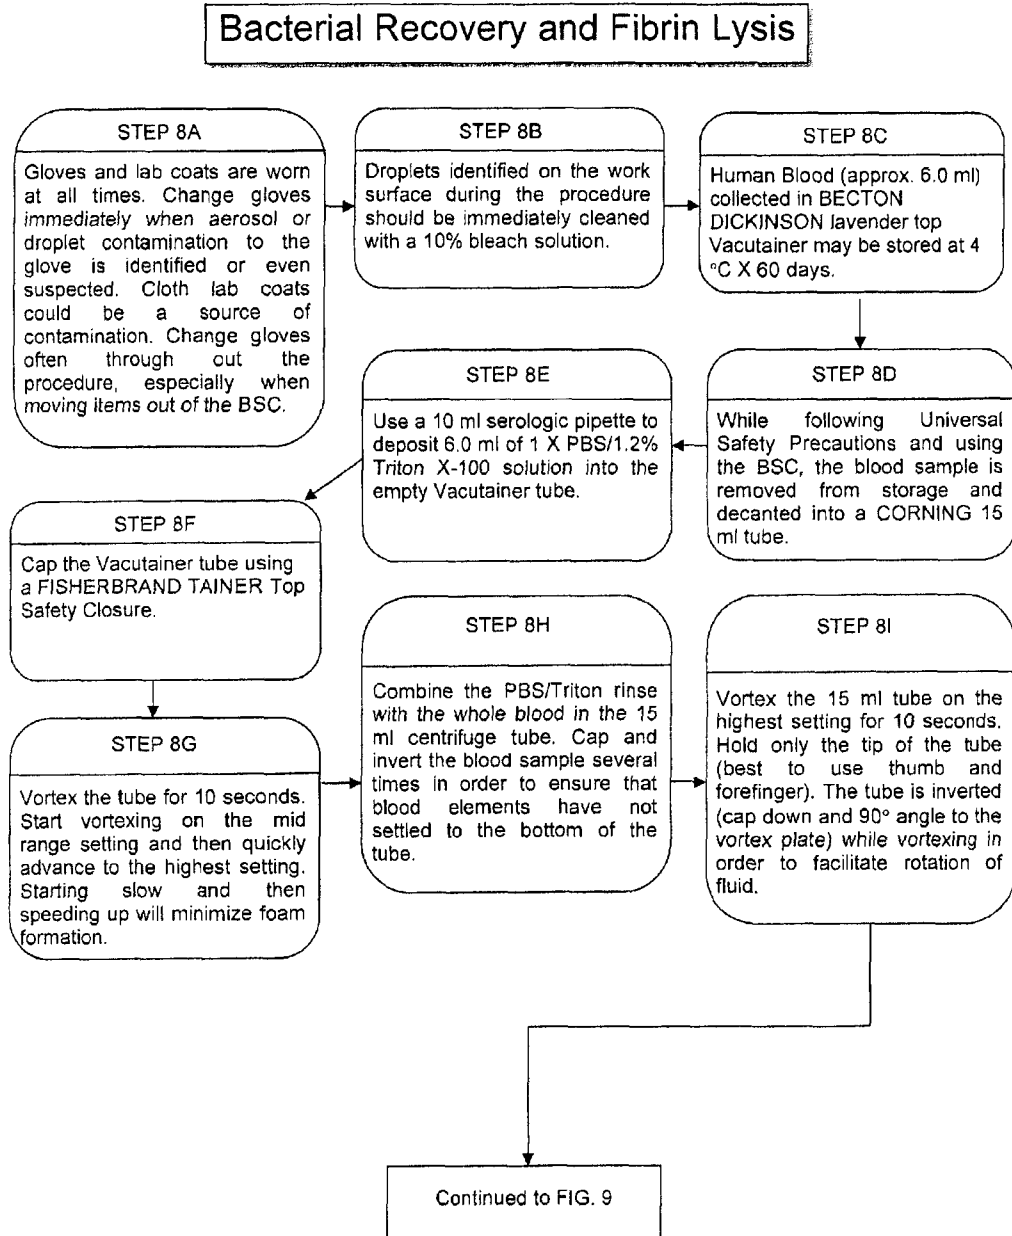 Bacterial Recovery and Fibrin Lysis
STEP 8A
Gloves and lab coats are worn
at all times. Change gloves
immediately when aerosol or
droplet contamination to the
glove is identified or even
suspected. Cloth lab coats
could be a source of
contamination. Change gloves
often through out the
procedure, especially when
moving items out of the BSC.
STEP 8B
Droplets identified on the work
surface during the procedure
should be immediately cleaned
with a 10% bleach solution.
STEP 8C
Human Blood (approx. 6.0 ml)
collected in BECTON
DICKINSON lavender top
Vacutainer may be stored at 4
°C X 60 days.
STEP 8D
While following Universal
Safety Precautions and using
the BSC, the blood sample is
removed from storage and
decanted into a CORNING 15
ml tube.
STEP 8E
Use a 10 ml serologic pipette to
deposit 6.0 ml of 1 X PBS/1.2%
Triton X-100 solution into the
empty Vacutainer tube.
STEP 8F
Cap the Vacutainer tube using
a FISHERBRAND TAINER Top
Safety Closure.
STEP 8G
Vortex the tube for 10 seconds.
Start vortexing on the mid
range setting and then quickly
advance to the highest setting.
Starting slow and then
speeding up will minimize foam
formation.
STEP 8H
Combine the PBS/Triton rinse
with the whole blood in the 15
ml centrifuge tube. Cap and
invert the blood sample several
times in order to ensure that
blood elements have not
settled to the bottom of the
tube.
STEP 8I
Vortex the 15 ml tube on the
highest setting for 10 seconds.
Hold only the tip of the tube
(best to use thumb and
forefinger). The tube is inverted
(cap down and 90° angle to the
vortex plate) while vortexing in
order to facilitate rotation of
fluid.
Continued to FIG. 9